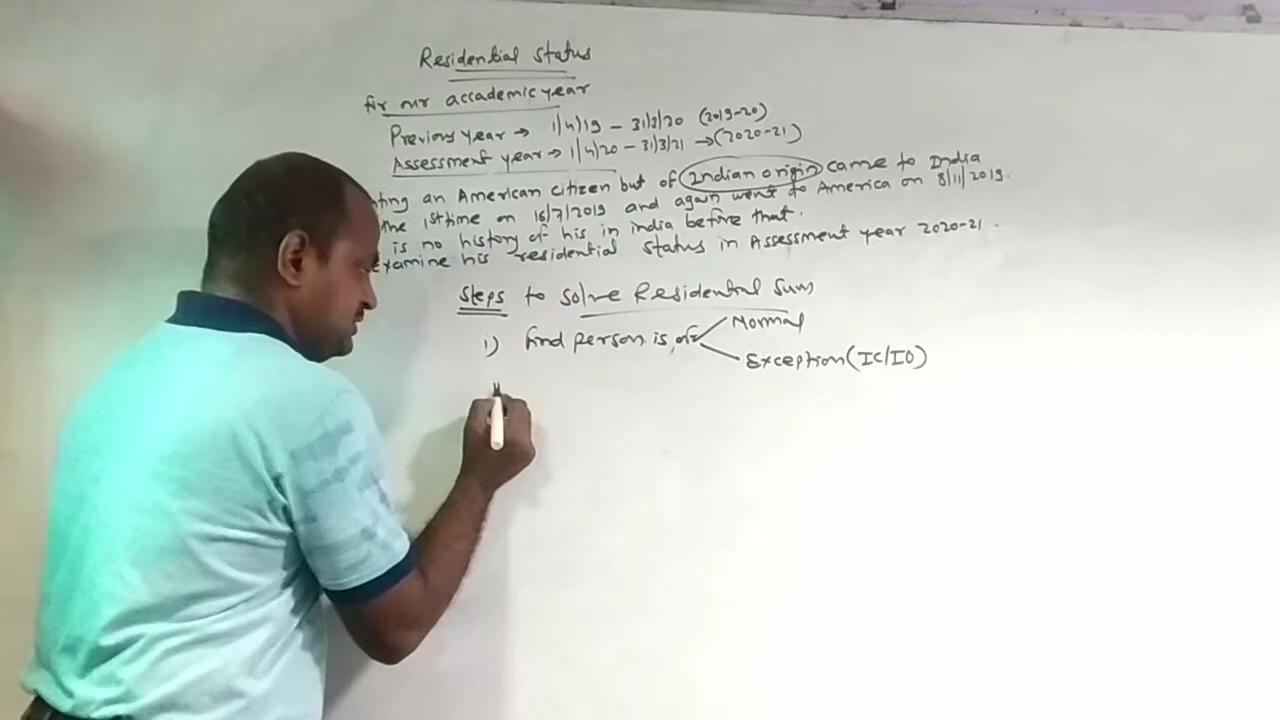 Residential Status
for our accademic year
Previous year → 1/4/19 – 31/3/20 (2019-20)
Assessment year → 1/4/20 – 31/3/21 → (2020-21)
an American citizen but of Indian origin came to India
the 1st time on 16/7/2019 and again went to America on 8/11/2019.
is no history of his in india before that.
examine his residential status in Assessment year 2020-21.
Steps to solve Residential Sum
1) find person is of Normal
Exception (IC/IO)